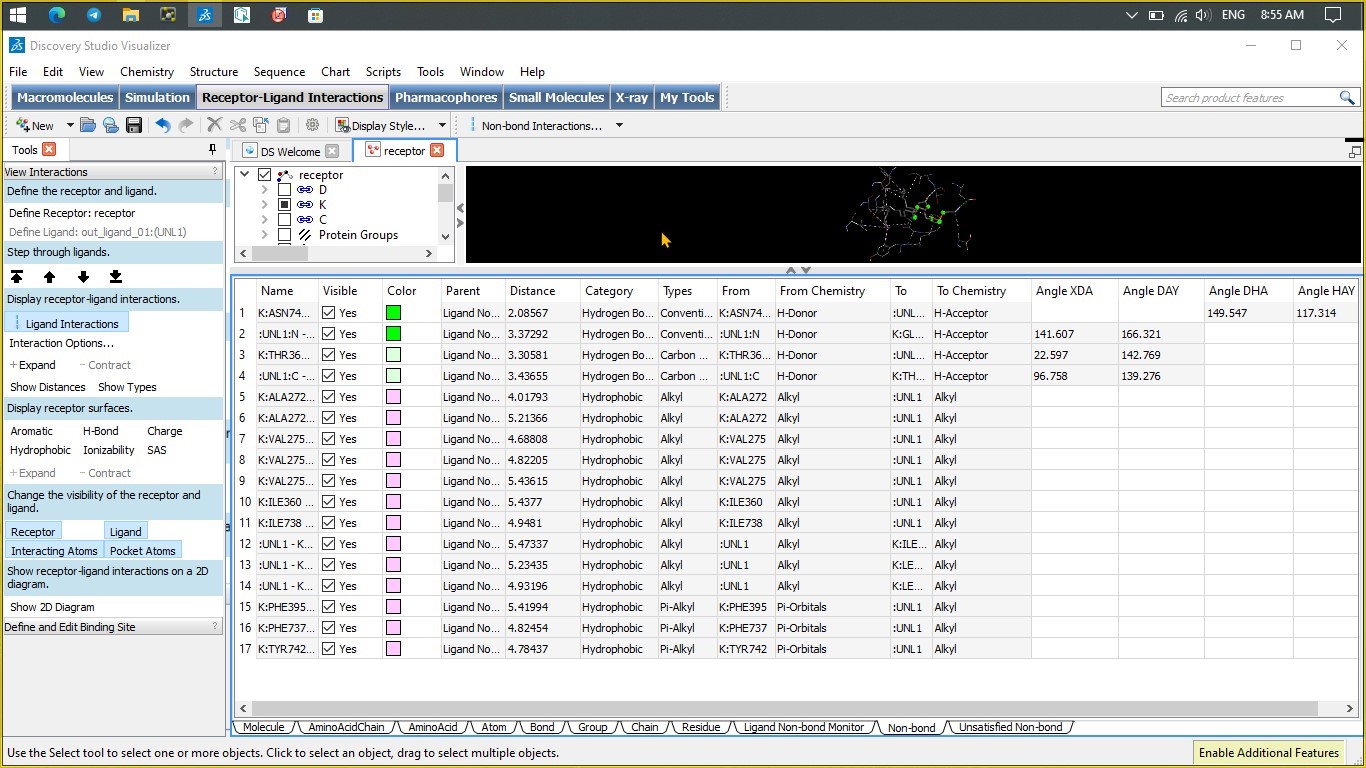 ENG 8:55 AM
Discovery Studio Visualizer
File Edit View Chemistry Structure Sequence Chart Scripts Tools Window Help
Macromolecules Simulation Receptor-Ligand Interactions Pharmacophores Small Molecules X-ray My Tools Search product features
New Display Style... Non-bond Interactions...
Tools DS Welcome receptor
View Interactions ?
Define the receptor and ligand.
Define Receptor: receptor
Define Ligand: out_ligand_01:(UNL1)
Step through ligands.
Display receptor-ligand interactions.
Ligand Interactions
Interaction Options...
+ Expand - Contract
Show Distances Show Types
Display receptor surfaces.
Aromatic H-Bond Charge
Hydrophobic Ionizability SAS
+ Expand - Contract
Change the visibility of the receptor and
ligand.
Receptor Ligand
Interacting Atoms Pocket Atoms
Show receptor-ligand interactions on a 2D
diagram.
Show 2D Diagram
Define and Edit Binding Site ?
receptor
D
K
C
Protein Groups
Name Visible Color Parent Distance Category Types From From Chemistry To To Chemistry Angle XDA Angle DAY Angle DHA Angle HAY
1 K:ASN74... Yes Ligand No... 2.08567 Hydrogen Bo... Conventi... K:ASN74... H-Donor :UNL... H-Acceptor 149.547 117.314
2 :UNL1:N -... Yes Ligand No... 3.37292 Hydrogen Bo... Conventi... :UNL1:N H-Donor K:GL... H-Acceptor 141.607 166.321
3 K:THR36... Yes Ligand No... 3.30581 Hydrogen Bo... Carbon ... K:THR36... H-Donor :UNL... H-Acceptor 22.597 142.769
4 :UNL1:C -... Yes Ligand No... 3.43655 Hydrogen Bo... Carbon ... :UNL1:C H-Donor K:TH... H-Acceptor 96.758 139.276
5 K:ALA272... Yes Ligand No... 4.01793 Hydrophobic Alkyl K:ALA272 Alkyl :UNL1 Alkyl
6 K:ALA272... Yes Ligand No... 5.21366 Hydrophobic Alkyl K:ALA272 Alkyl :UNL1 Alkyl
7 K:VAL275... Yes Ligand No... 4.68808 Hydrophobic Alkyl K:VAL275 Alkyl :UNL1 Alkyl
8 K:VAL275... Yes Ligand No... 4.82205 Hydrophobic Alkyl K:VAL275 Alkyl :UNL1 Alkyl
9 K:VAL275... Yes Ligand No... 5.43615 Hydrophobic Alkyl K:VAL275 Alkyl :UNL1 Alkyl
10 K:ILE360 ... Yes Ligand No... 5.4377 Hydrophobic Alkyl K:ILE360 Alkyl :UNL1 Alkyl
11 K:ILE738 ... Yes Ligand No... 4.9481 Hydrophobic Alkyl K:ILE738 Alkyl :UNL1 Alkyl
12 :UNL1 - K... Yes Ligand No... 5.47337 Hydrophobic Alkyl :UNL1 Alkyl K:ILE... Alkyl
13 :UNL1 - K... Yes Ligand No... 5.23435 Hydrophobic Alkyl :UNL1 Alkyl K:LE... Alkyl
14 :UNL1 - K... Yes Ligand No... 4.93196 Hydrophobic Alkyl :UNL1 Alkyl K:LE... Alkyl
15 K:PHE395... Yes Ligand No... 5.41994 Hydrophobic Pi-Alkyl K:PHE395 Pi-Orbitals :UNL1 Alkyl
16 K:PHE737... Yes Ligand No... 4.82454 Hydrophobic Pi-Alkyl K:PHE737 Pi-Orbitals :UNL1 Alkyl
17 K:TYR742... Yes Ligand No... 4.78437 Hydrophobic Pi-Alkyl K:TYR742 Pi-Orbitals :UNL1 Alkyl
Molecule AminoAcidChain AminoAcid Atom Bond Group Chain Residue Ligand Non-bond Monitor Non-bond Unsatisfied Non-bond
Use the Select tool to select one or more objects. Click to select an object, drag to select multiple objects. Enable Additional Features